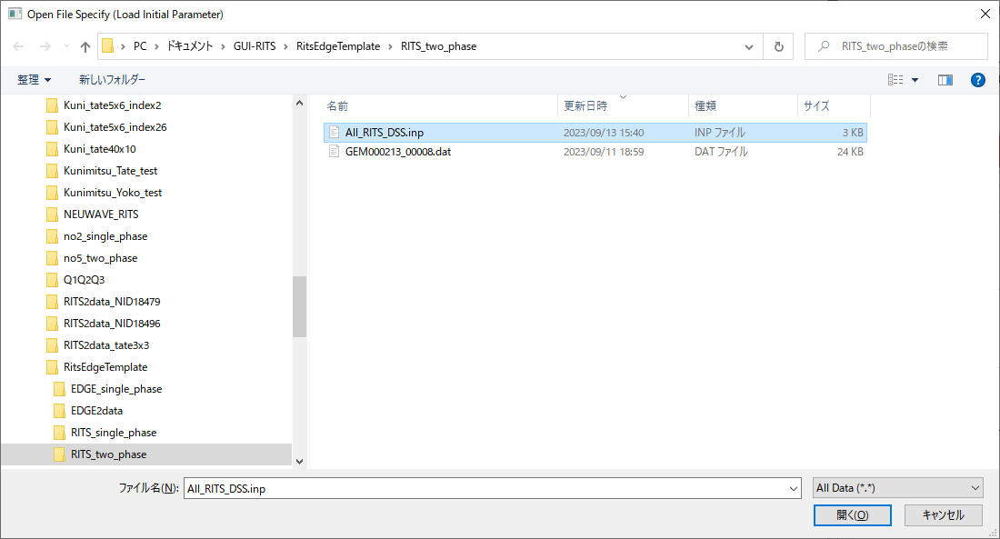 Open File Specify (Load Initial Parameter)
PC › ドキュメント › GUI-RITS › RitsEdgeTemplate › RITS_two_phase
RITS_two_phaseの検索
整理 新しいフォルダー
Kuni_tate5x6_index2
Kuni_tate5x6_index26
Kuni_tate40x10
Kunimitsu_Tate_test
Kunimitsu_Yoko_test
NEUWAVE_RITS
no2_single_phase
no5_two_phase
Q1Q2Q3
RITS2data_NID18479
RITS2data_NID18496
RITS2data_tate3x3
RitsEdgeTemplate
EDGE_single_phase
EDGE2data
RITS_single_phase
RITS_two_phase
名前 更新日時 種類 サイズ
All_RITS_DSS.inp 2023/09/13 15:40 INP ファイル 3 KB
GEM000213_00008.dat 2023/09/11 18:59 DAT ファイル 24 KB
ファイル名(N): All_RITS_DSS.inp All Data (*.*)
開く(O) キャンセル